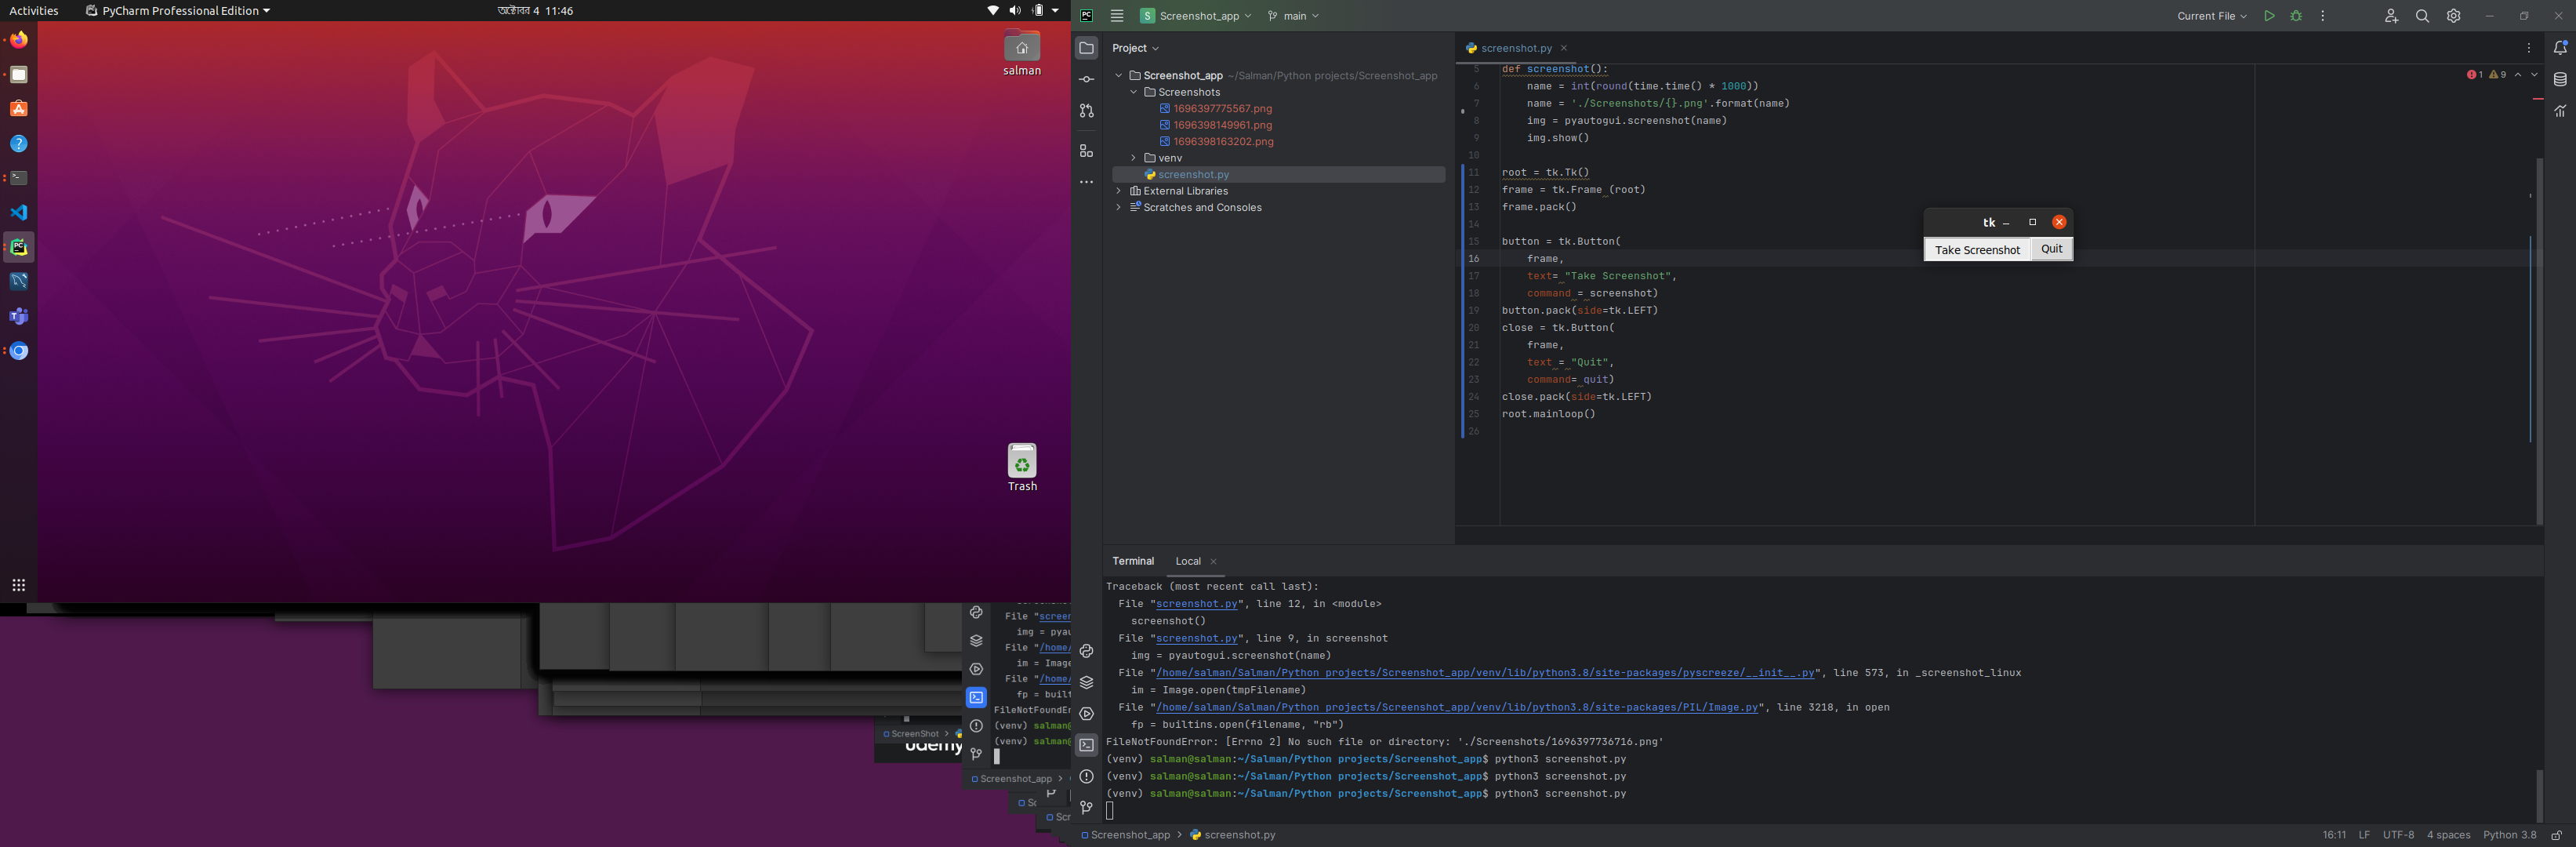 Activities
PyCharm Professional Edition
অক্টোবর 4 11:46
salman
Trash
File "scree
img = pyau
File "/home/
im = Image
File "/home/
fp = built
FileNotFoundEr
(venv) salman@
(venv) salman@
ScreenShot
udemy
Screenshot_app
Sc
Scr
PC
S Screenshot_app
main
Current File
Project
Screenshot_app ~/Salman/Python projects/Screenshot_app
Screenshots
1696397775567.png
1696398149961.png
1696398163202.png
venv
screenshot.py
External Libraries
Scratches and Consoles
screenshot.py
1 9
5 def screenshot():
6 name = int(round(time.time() * 1000))
7 name = './Screenshots/{}.png'.format(name)
8 img = pyautogui.screenshot(name)
9 img.show()
10
11 root = tk.Tk()
12 frame = tk.Frame (root)
13 frame.pack()
14
15 button = tk.Button(
16 frame,
17 text= "Take Screenshot",
18 command = screenshot)
19 button.pack(side=tk.LEFT)
20 close = tk.Button(
21 frame,
22 text = "Quit",
23 command= quit)
24 close.pack(side=tk.LEFT)
25 root.mainloop()
26
tk
Take Screenshot
Quit
Terminal
Local
Traceback (most recent call last):
File "screenshot.py", line 12, in <module>
screenshot()
File "screenshot.py", line 9, in screenshot
img = pyautogui.screenshot(name)
File "/home/salman/Salman/Python projects/Screenshot_app/venv/lib/python3.8/site-packages/pyscreeze/__init__.py", line 573, in _screenshot_linux
im = Image.open(tmpFilename)
File "/home/salman/Salman/Python projects/Screenshot_app/venv/lib/python3.8/site-packages/PIL/Image.py", line 3218, in open
fp = builtins.open(filename, "rb")
FileNotFoundError: [Errno 2] No such file or directory: './Screenshots/1696397736716.png'
(venv) salman@salman:~/Salman/Python projects/Screenshot_app$ python3 screenshot.py
(venv) salman@salman:~/Salman/Python projects/Screenshot_app$ python3 screenshot.py
(venv) salman@salman:~/Salman/Python projects/Screenshot_app$ python3 screenshot.py
Screenshot_app
screenshot.py
16:11 LF UTF-8 4 spaces Python 3.8